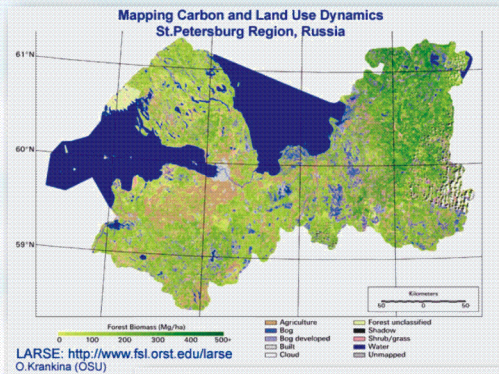 Mapping Carbon and Land Use Dynamics
St.Petersburg Region, Russia
61°N
60°N
59°N
Kilometers
50 0 50
Forest Biomass (Mg/ha)
0 100 200 300 400 500+
Agriculture
Bog
Bog developed
Built
Cloud
Forest unclassified
Shadow
Shrub/grass
Water
Unmapped
LARSE: http://www.fsl.orst.edu/larse
O.Krankina (OSU)